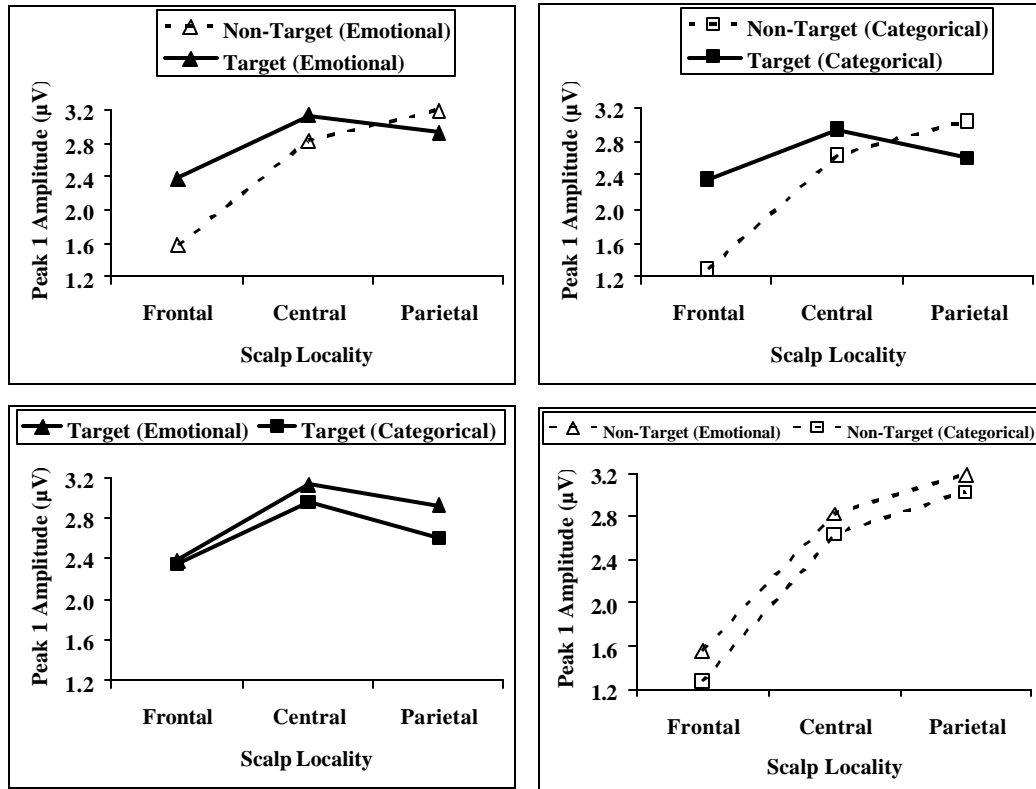 Non-Target (Emotional)
Target (Emotional)
Peak 1 Amplitude (µV)
3.2
2.8
2.4
2.0
1.6
1.2
Frontal Central Parietal
Scalp Locality
Non-Target (Categorical)
Target (Categorical)
Peak 1 Amplitude (µV)
3.2
2.8
2.4
2.0
1.6
1.2
Frontal Central Parietal
Scalp Locality
Target (Emotional) Target (Categorical)
Peak 1 Amplitude (µV)
3.2
2.8
2.4
2.0
1.6
1.2
Frontal Central Parietal
Scalp Locality
Non-Target (Emotional) Non-Target (Categorical)
Peak 1 Amplitude (µV)
3.2
2.8
2.4
2.0
1.6
1.2
Frontal Central Parietal
Scalp Locality